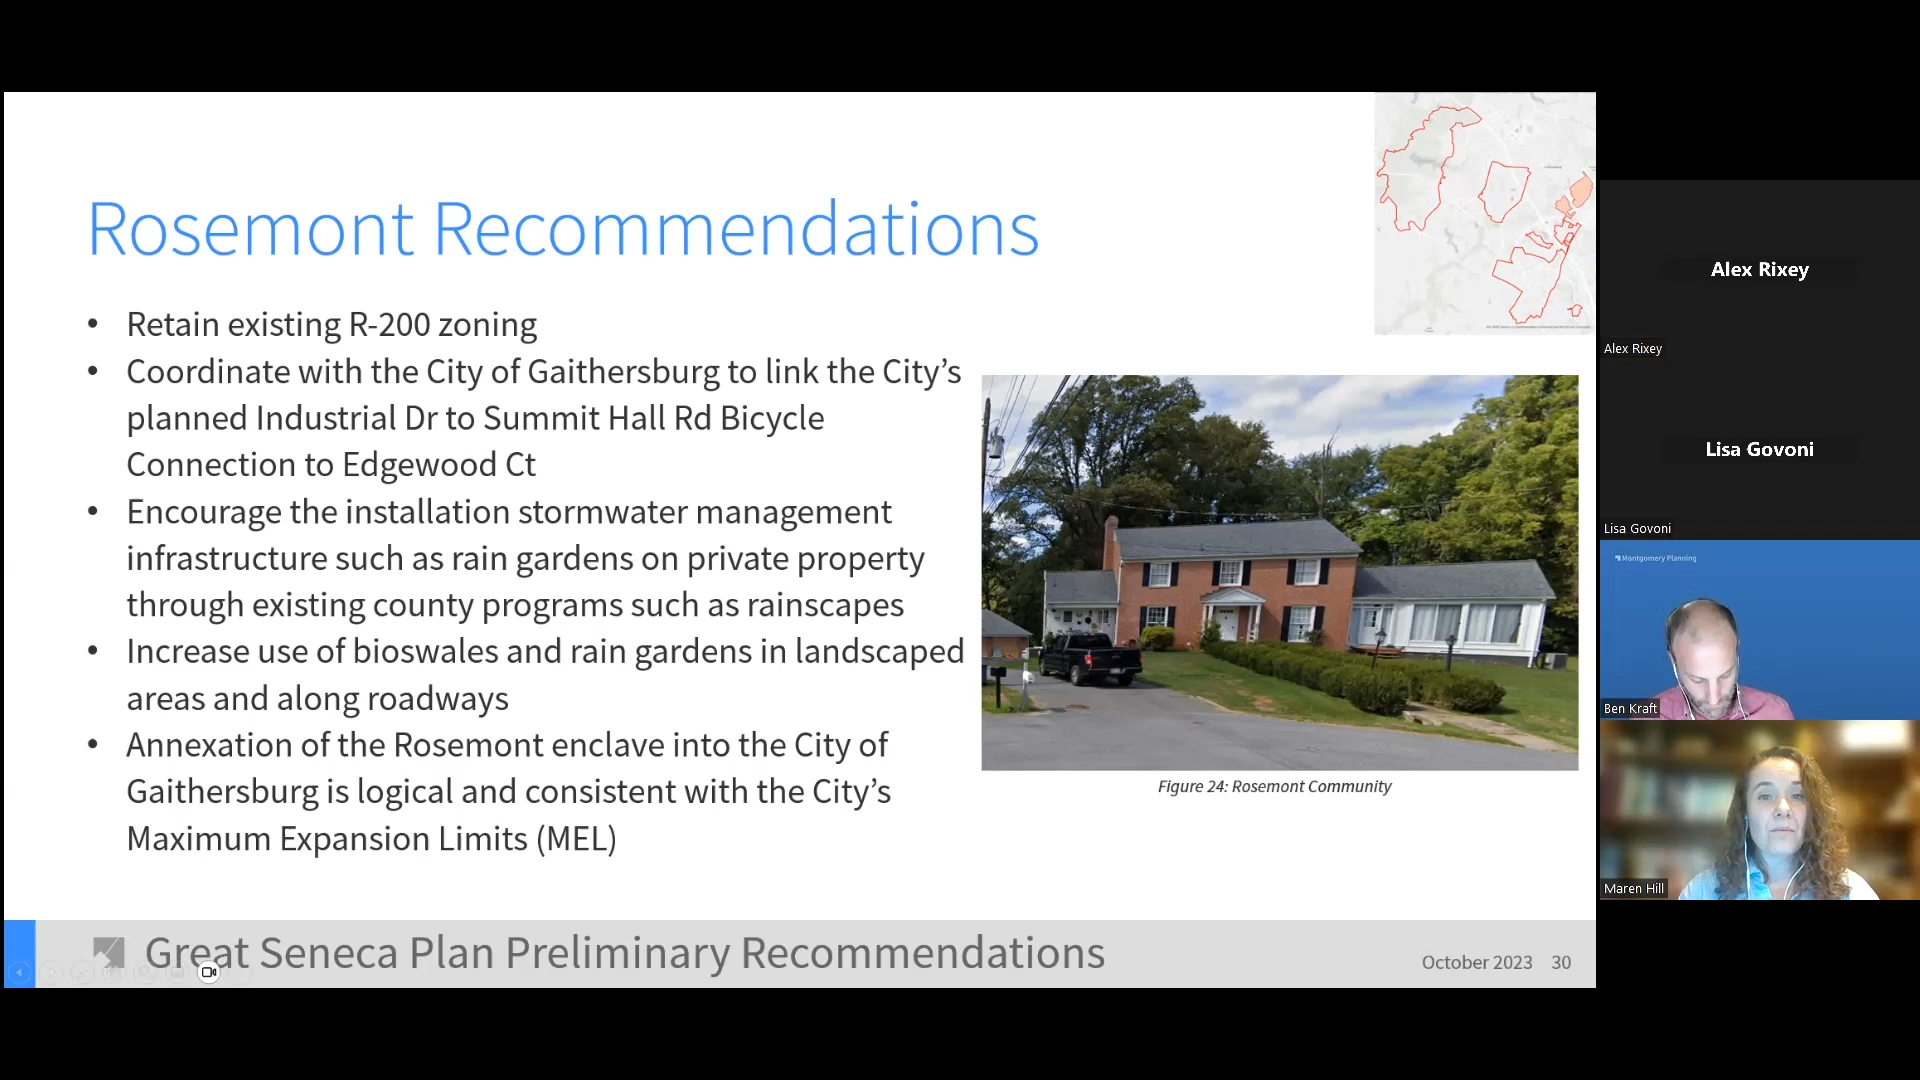 Rosemont Recommendations
• Retain existing R-200 zoning
• Coordinate with the City of Gaithersburg to link the City’s
planned Industrial Dr to Summit Hall Rd Bicycle
Connection to Edgewood Ct
• Encourage the installation stormwater management
infrastructure such as rain gardens on private property
through existing county programs such as rainscapes
• Increase use of bioswales and rain gardens in landscaped
areas and along roadways
• Annexation of the Rosemont enclave into the City of
Gaithersburg is logical and consistent with the City’s
Maximum Expansion Limits (MEL)
Figure 24: Rosemont Community
Great Seneca Plan Preliminary Recommendations
October 2023 30
Alex Rixey
Alex Rixey
Lisa Govoni
Lisa Govoni
Montgomery Planning
Ben Kraft
Maren Hill